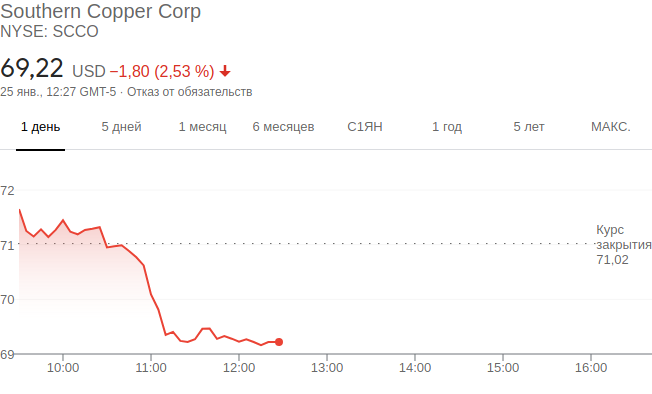 Southern Copper Corp
NYSE: SCCO
69,22 USD −1,80 (2,53 %)
25 янв., 12:27 GMT-5 · Отказ от обязательств
1 день 5 дней 1 месяц 6 месяцев С1ЯН 1 год 5 лет МАКС.
72
Курс
71 закрытия
71,02
70
69
10:00 11:00 12:00 13:00 14:00 15:00 16:00